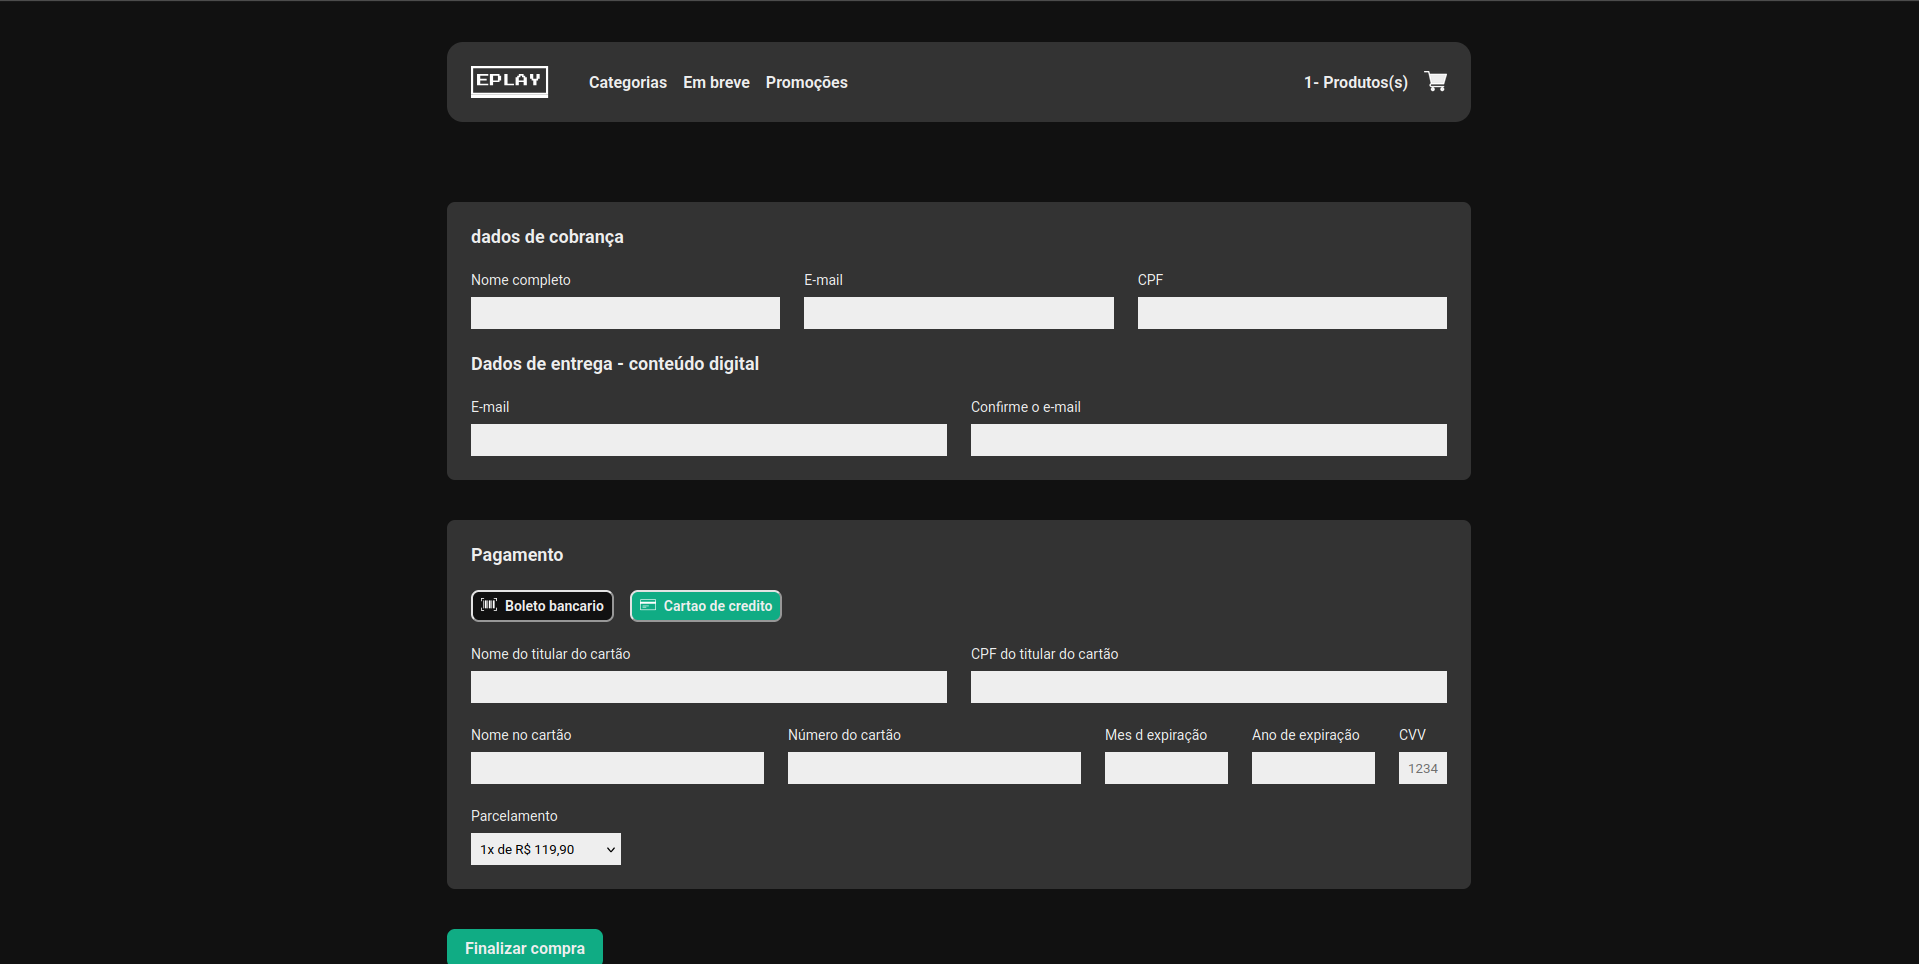 EPLAY Categorias Em breve Promoções 1- Produtos(s)
dados de cobrança
Nome completo E-mail CPF
Dados de entrega - conteúdo digital
E-mail Confirme o e-mail
Pagamento
Boleto bancario Cartao de credito
Nome do titular do cartão CPF do titular do cartão
Nome no cartão Número do cartão Mes d expiração Ano de expiração CVV
1234
Parcelamento
1x de R$ 119,90
Finalizar compra